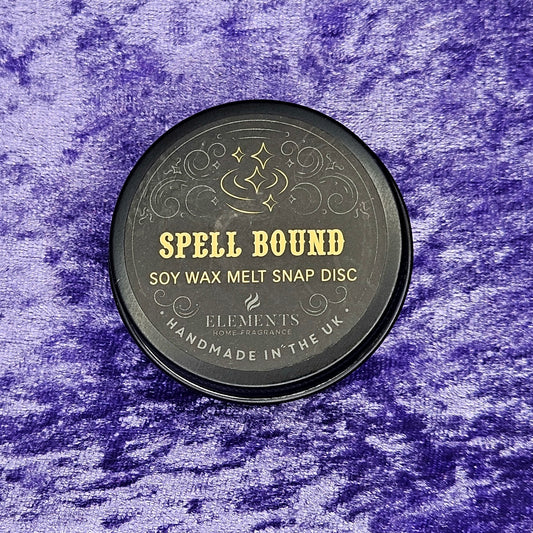 SPELL BOUND
SOY WAX MELT SNAP DISC
ELEMENTS
HOME FRAGRANCE
• HANDMADE IN THE UK •